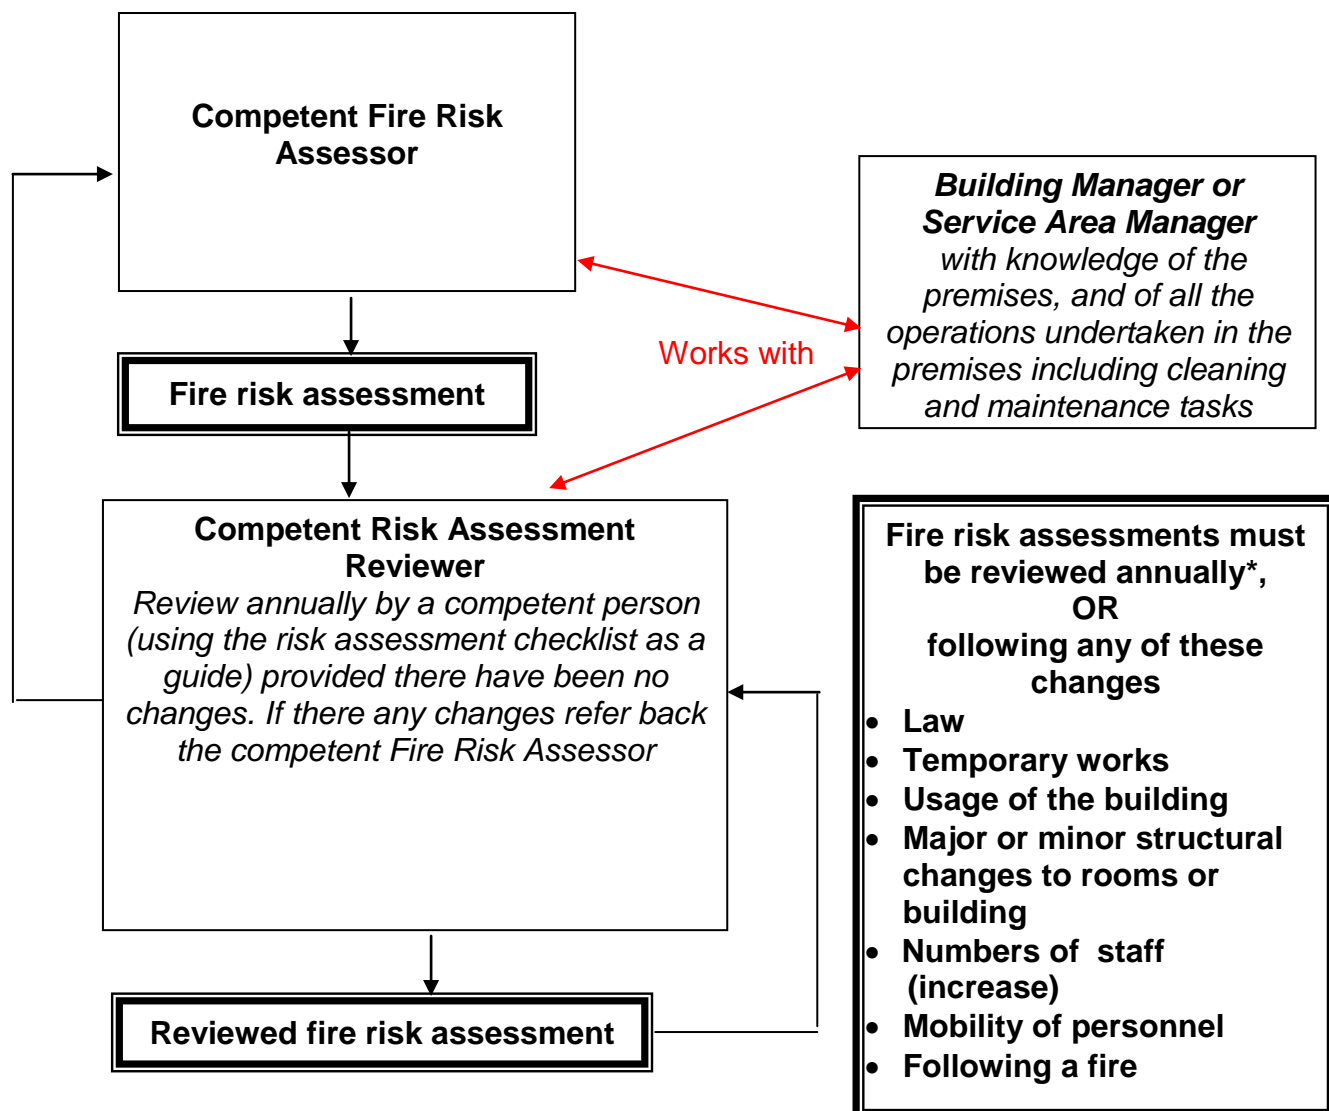 Competent Fire Risk
Assessor
Building Manager or
Service Area Manager
with knowledge of the
premises, and of all the
operations undertaken in the
premises including cleaning
and maintenance tasks
Works with
Fire risk assessment
Competent Risk Assessment
Reviewer
Review annually by a competent person
(using the risk assessment checklist as a
guide) provided there have been no
changes. If there any changes refer back
the competent Fire Risk Assessor
Reviewed fire risk assessment
Fire risk assessments must
be reviewed annually*,
OR
following any of these
changes
• Law
• Temporary works
• Usage of the building
• Major or minor structural
changes to rooms or
building
• Numbers of staff
(increase)
• Mobility of personnel
• Following a fire